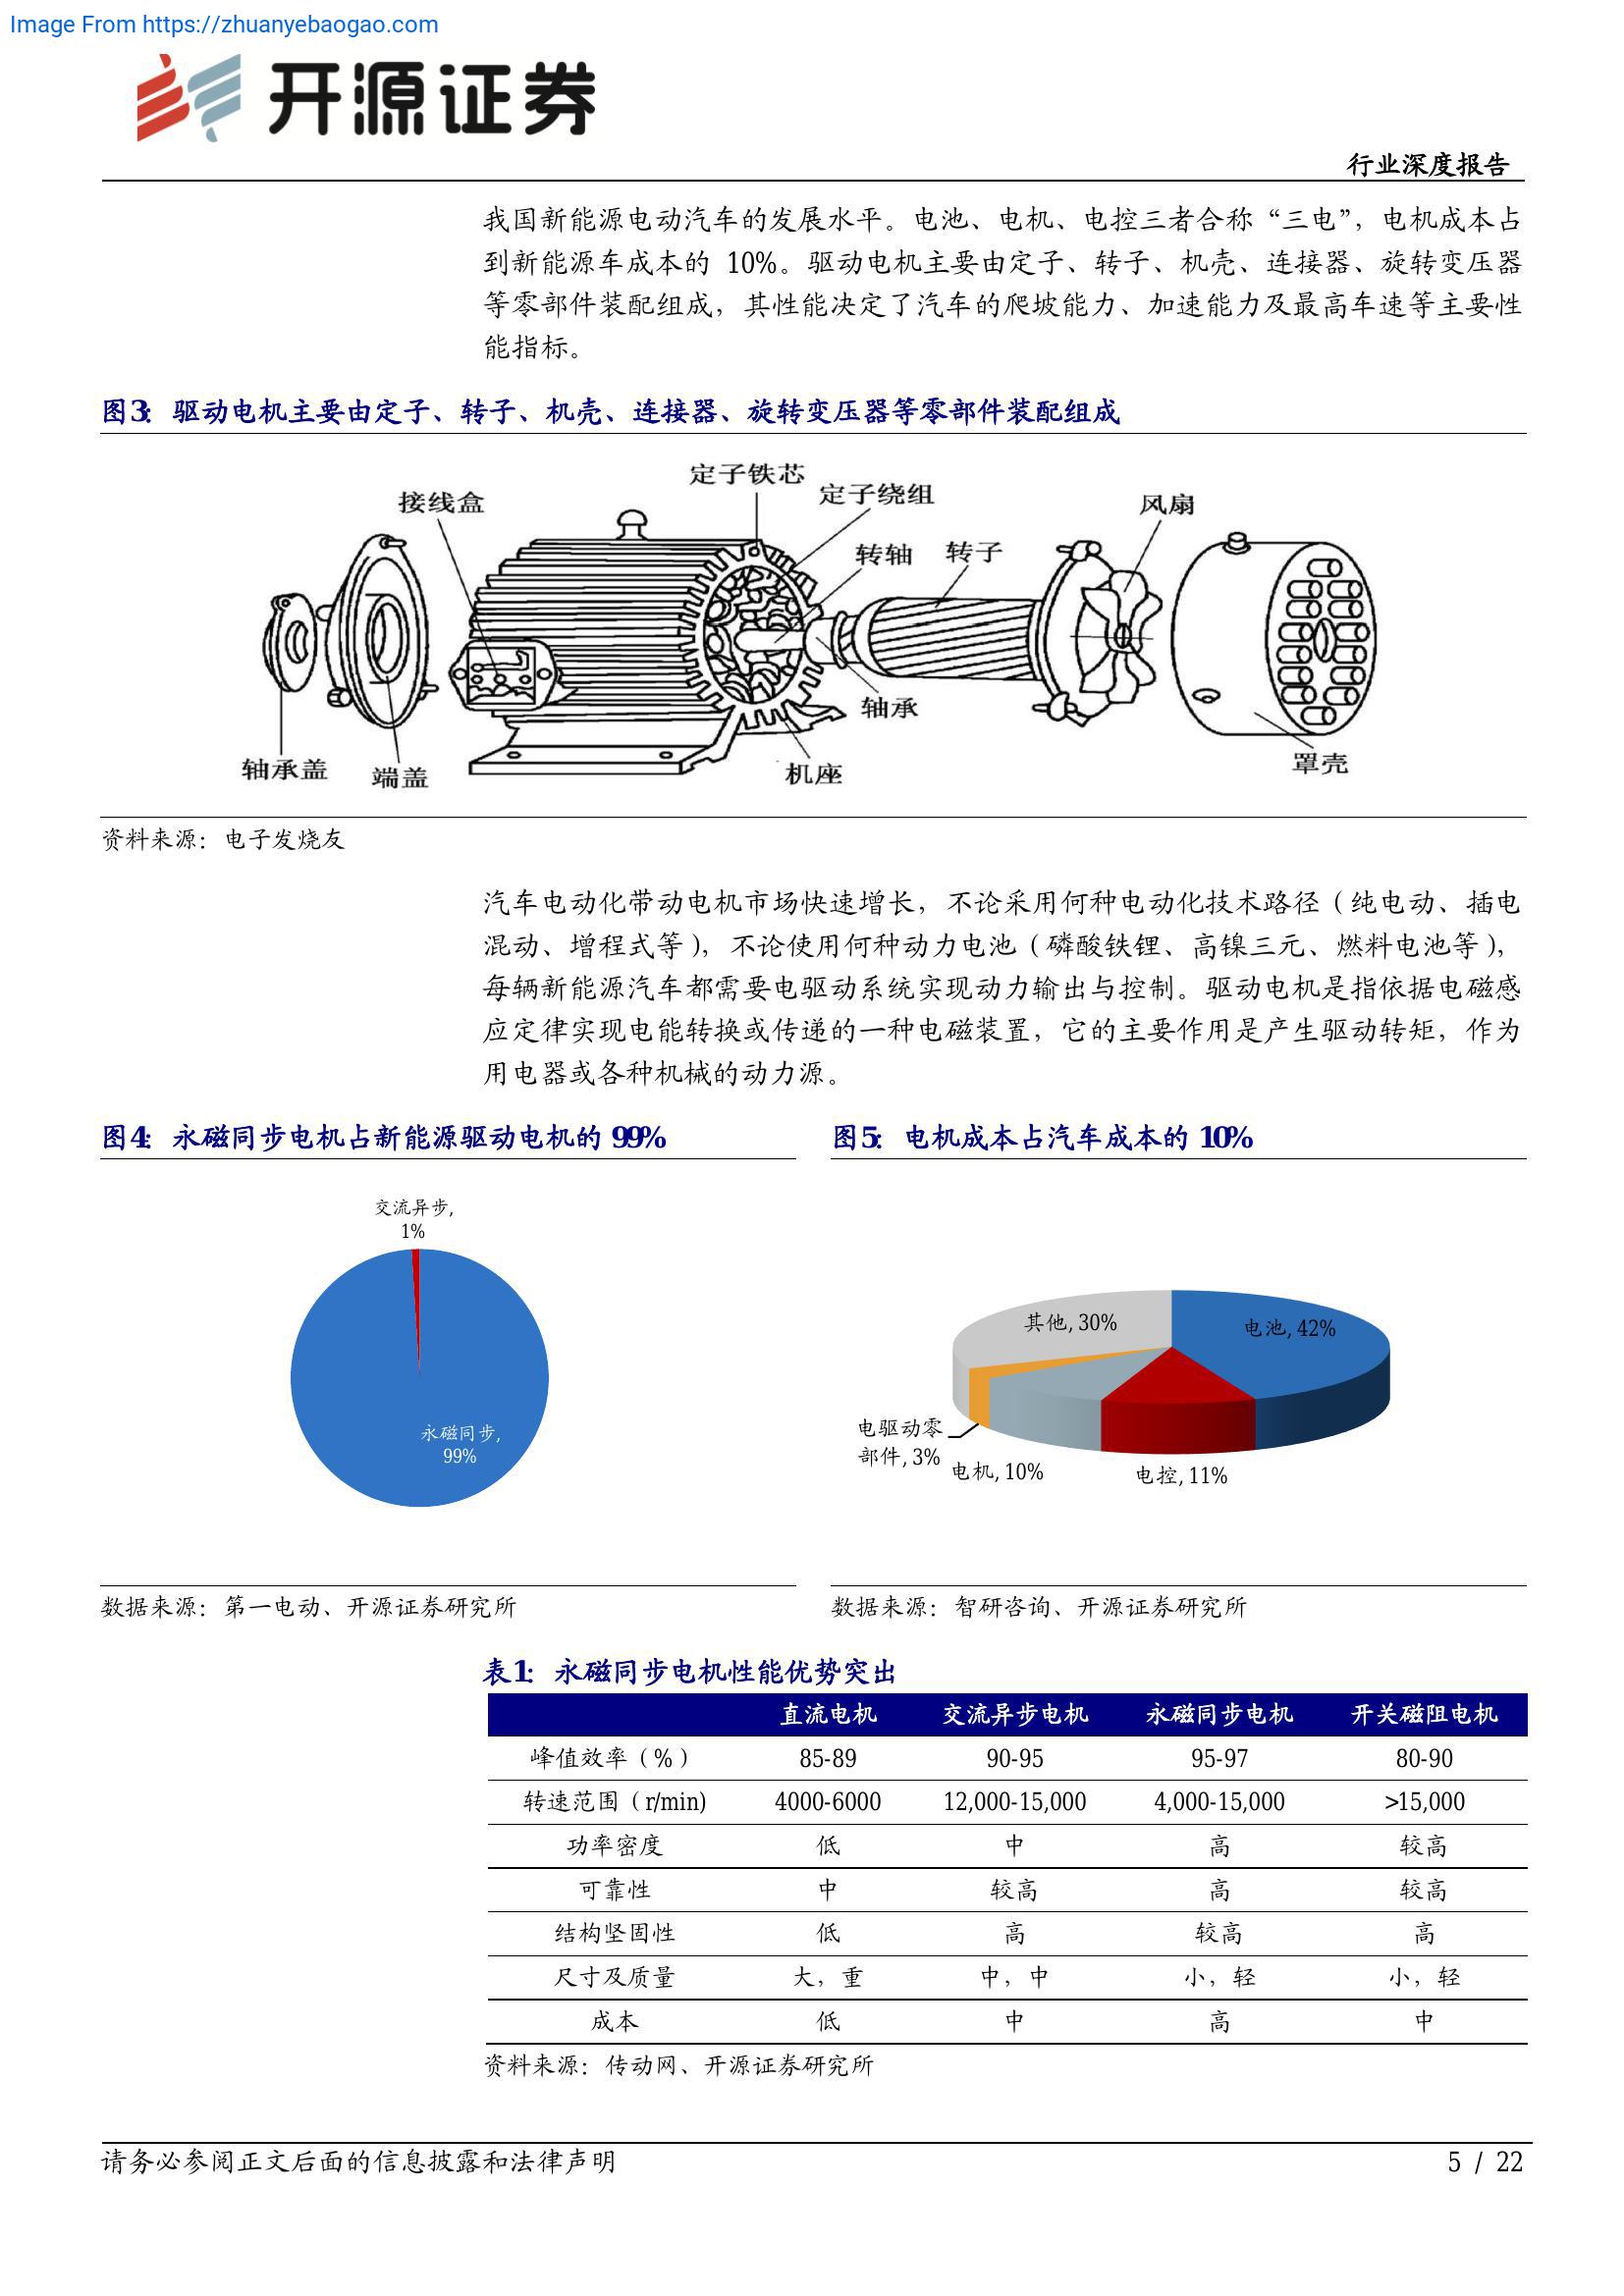 Image From https://zhuanyebaogao.com
开源证券
行业深度报告
我国新能源电动汽车的发展水平。电池、电机、电控三者合称“三电”，电机成本占
到新能源车成本的 10%。驱动电机主要由定子、转子、机壳、连接器、旋转变压器
等零部件装配组成，其性能决定了汽车的爬坡能力、加速能力及最高车速等主要性
能指标。
图3： 驱动电机主要由定子、转子、机壳、连接器、旋转变压器等零部件装配组成
定子铁芯
接线盒
定子绕组
风扇
转轴
转子
轴承
轴承盖
端盖
机座
罩壳
资料来源：电子发烧友
汽车电动化带动电机市场快速增长，不论采用何种电动化技术路径（纯电动、插电
混动、增程式等），不论使用何种动力电池（磷酸铁锂、高镍三元、燃料电池等），
每辆新能源汽车都需要电驱动系统实现动力输出与控制。驱动电机是指依据电磁感
应定律实现电能转换或传递的一种电磁装置，它的主要作用是产生驱动转矩，作为
用电器或各种机械的动力源。
图4： 永磁同步电机占新能源驱动电机的 99%
交流异步,
1%
永磁同步,
99%
数据来源：第一电动、开源证券研究所
图5： 电机成本占汽车成本的 10%
其他, 30%
电池, 42%
电驱动零
部件, 3%
电机, 10%
电控, 11%
数据来源：智研咨询、开源证券研究所
表1： 永磁同步电机性能优势突出
直流电机 交流异步电机 永磁同步电机 开关磁阻电机
峰值效率（%） 85-89 90-95 95-97 80-90
转速范围（r/min) 4000-6000 12,000-15,000 4,000-15,000 >15,000
功率密度 低 中 高 较高
可靠性 中 较高 高 较高
结构坚固性 低 高 较高 高
尺寸及质量 大，重 中，中 小，轻 小，轻
成本 低 中 高 中
资料来源：传动网、开源证券研究所
请务必参阅正文后面的信息披露和法律声明
5 / 22